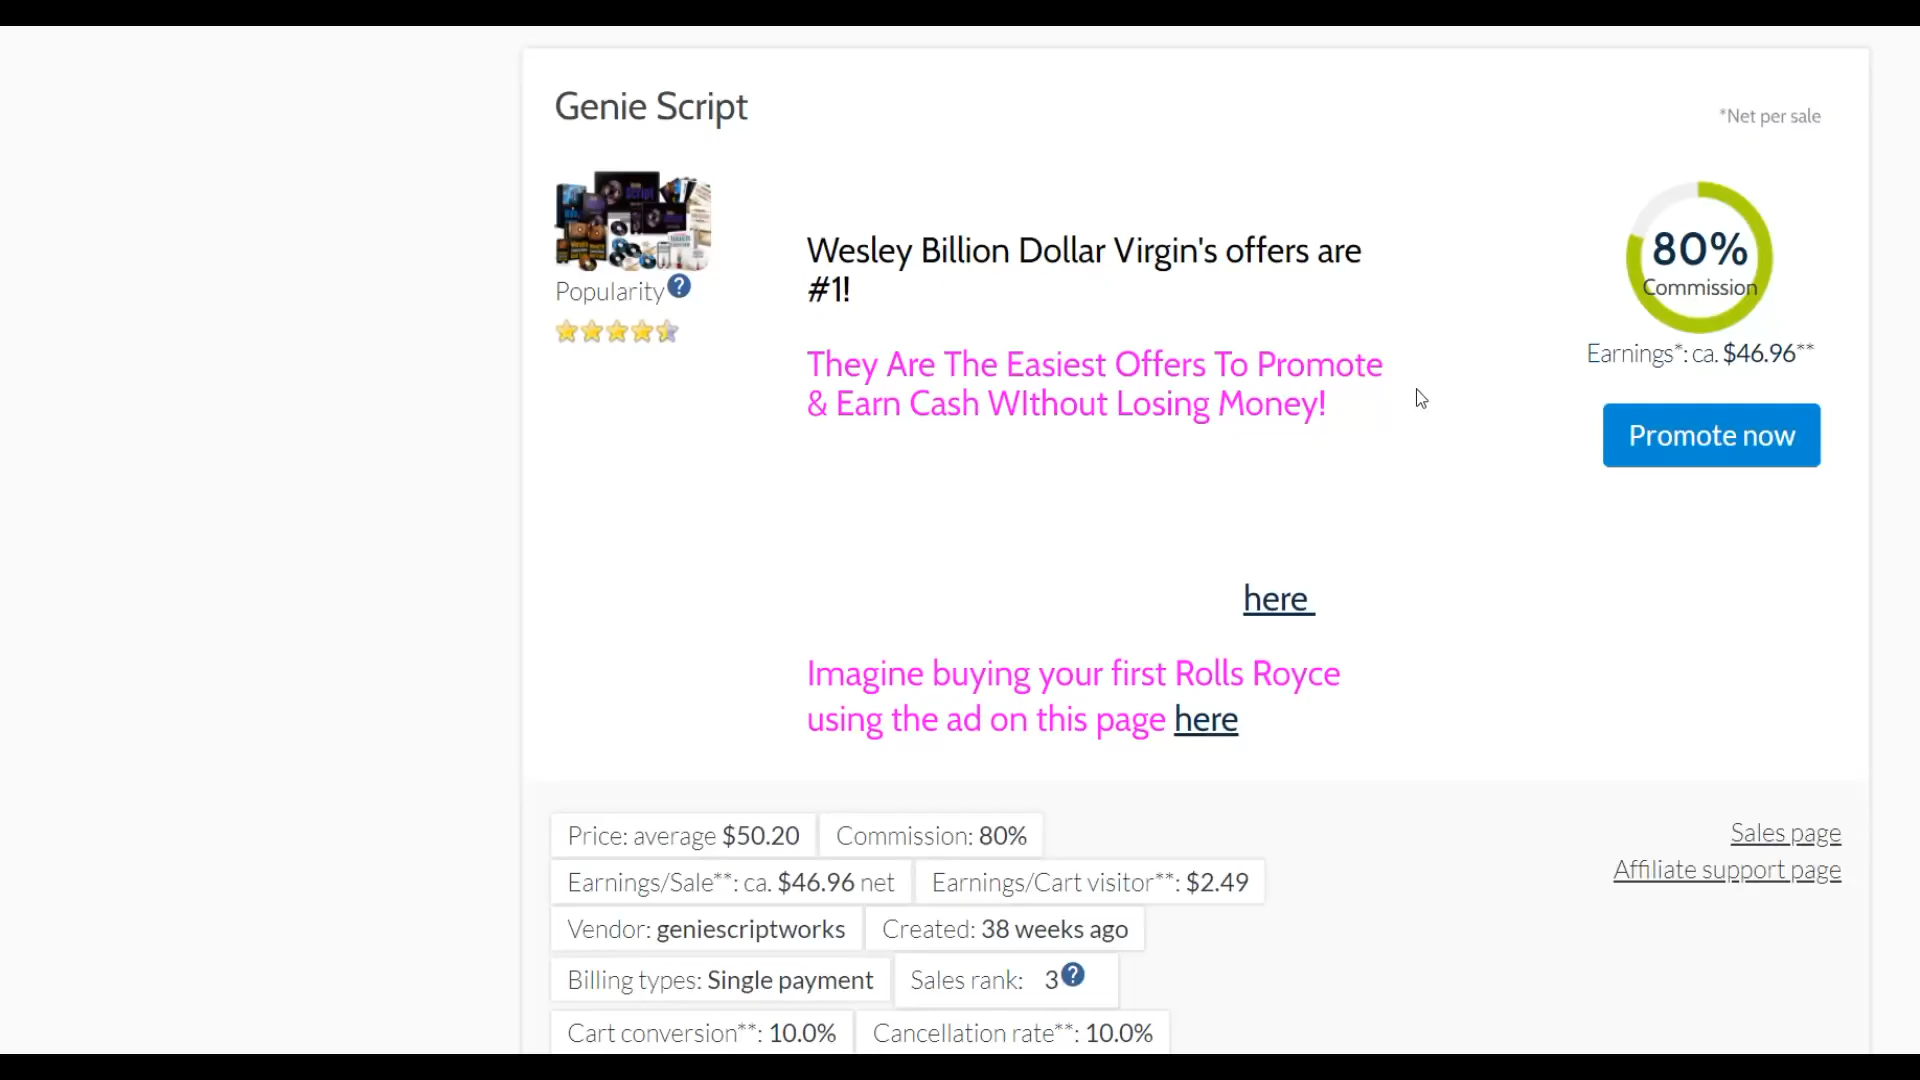 Genie Script
*Net per sale
Popularity
Wesley Billion Dollar Virgin's offers are
#1!
They Are The Easiest Offers To Promote
& Earn Cash WIthout Losing Money!
80%
Commission
Earnings*: ca. $46.96**
Promote now
here
Imagine buying your first Rolls Royce
using the ad on this page here
Price: average $50.20 Commission: 80%
Sales page
Earnings/Sale**: ca. $46.96 net Earnings/Cart visitor**: $2.49
Affiliate support page
Vendor: geniescriptworks Created: 38 weeks ago
Billing types: Single payment Sales rank: 3
Cart conversion**: 10.0% Cancellation rate**: 10.0%